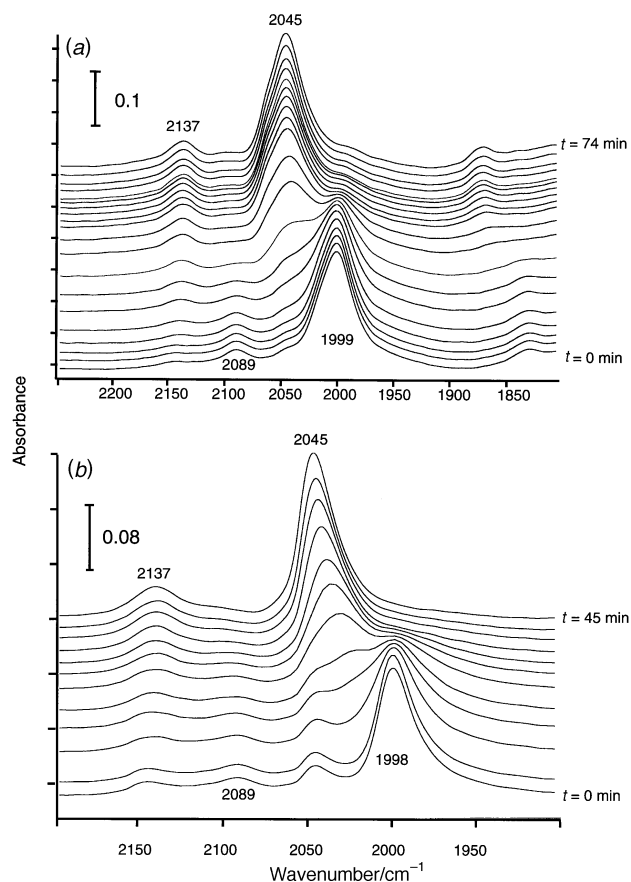 (a)
2045
0.1
2137
t = 74 min
1999
2089
t = 0 min
2200 2150 2100 2050 2000 1950 1900 1850
Absorbance
(b)
2045
0.08
2137
t = 45 min
1998
2089
t = 0 min
2150 2100 2050 2000 1950
Wavenumber/cm⁻¹